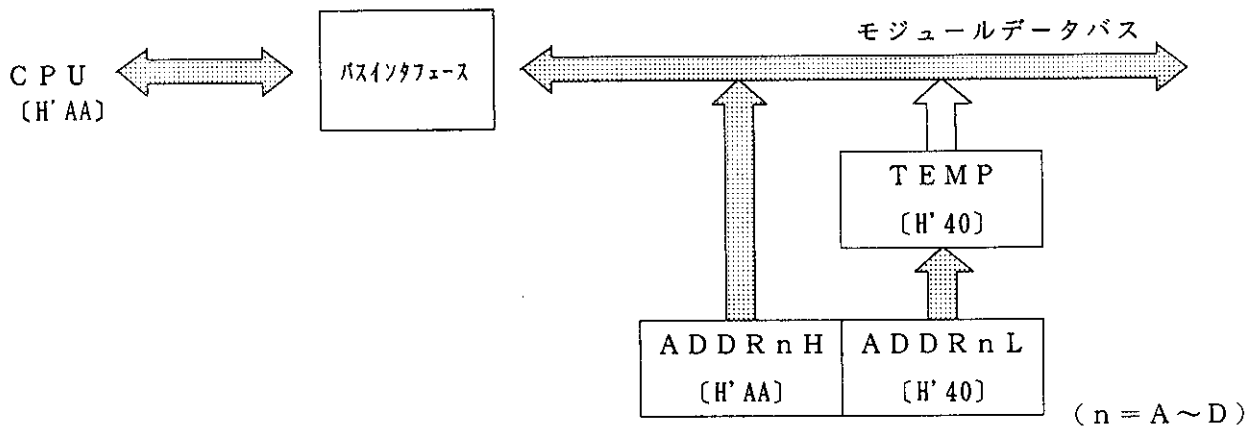 モジュールデータバス
CPU
〔H'AA〕
バスインタフェース
TEMP
〔H'40〕
ADDRnH
〔H'AA〕
ADDRnL
〔H'40〕
(n=A～D)